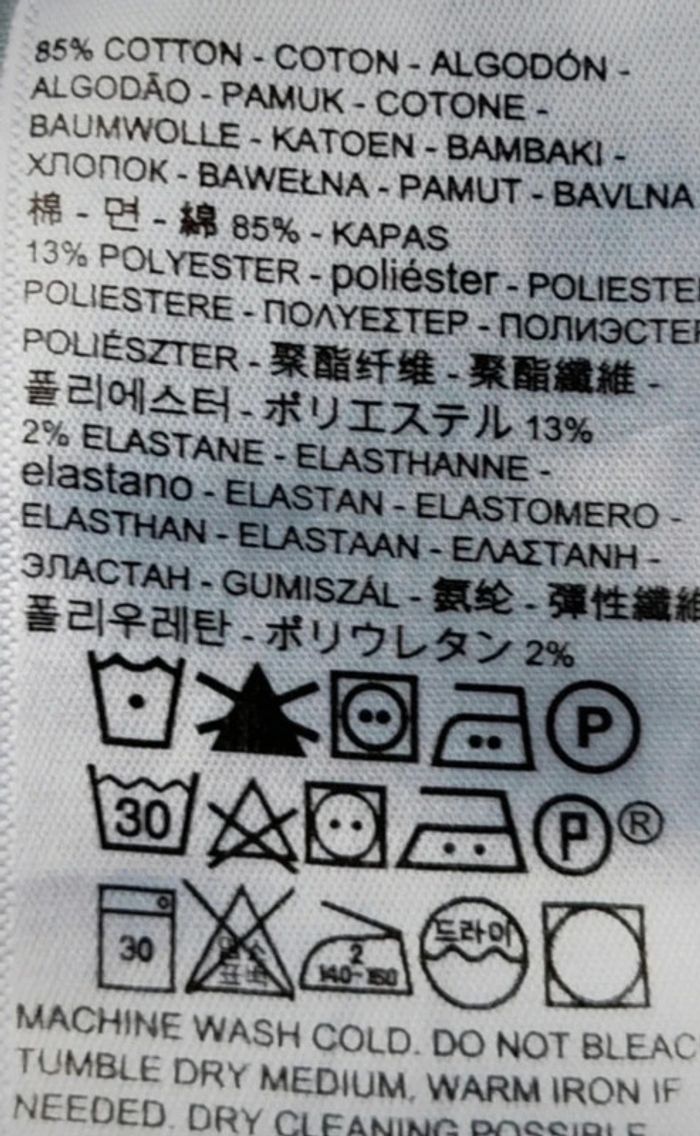 85% COTTON - COTON - ALGODÓN -
ALGODÃO - PAMUK - COTONE -
BAUMWOLLE - KATOEN - BAMBAKI -
ХЛОПОК - BAWEŁNA - PAMUT - BAVLNA
棉 - 면 - 綿 85% - KAPAS
13% POLYESTER - poliéster - POLIESTE
POLIESTERE - ΠΟΛΥΕΣΤΕΡ - ПОЛИЭСТЕ
POLIÉSZTER - 聚酯纤维 - 聚酯纖維 -
폴리에스터 - ポリエステル 13%
2% ELASTANE - ELASTHANNE -
elastano - ELASTAN - ELASTOMERO -
ELASTHAN - ELASTAAN - ΕΛΑΣΤΑΝΗ -
ЭЛАСТАН - GUMISZÁL - 氨纶 - 彈性纖維
폴리우레탄 - ポリウレタン 2%
P
30 P ®
30 염소 표백 2 140~160 드라이
MACHINE WASH COLD. DO NOT BLEAC
TUMBLE DRY MEDIUM, WARM IRON IF
NEEDED. DRY CLEANING POSSIBLE